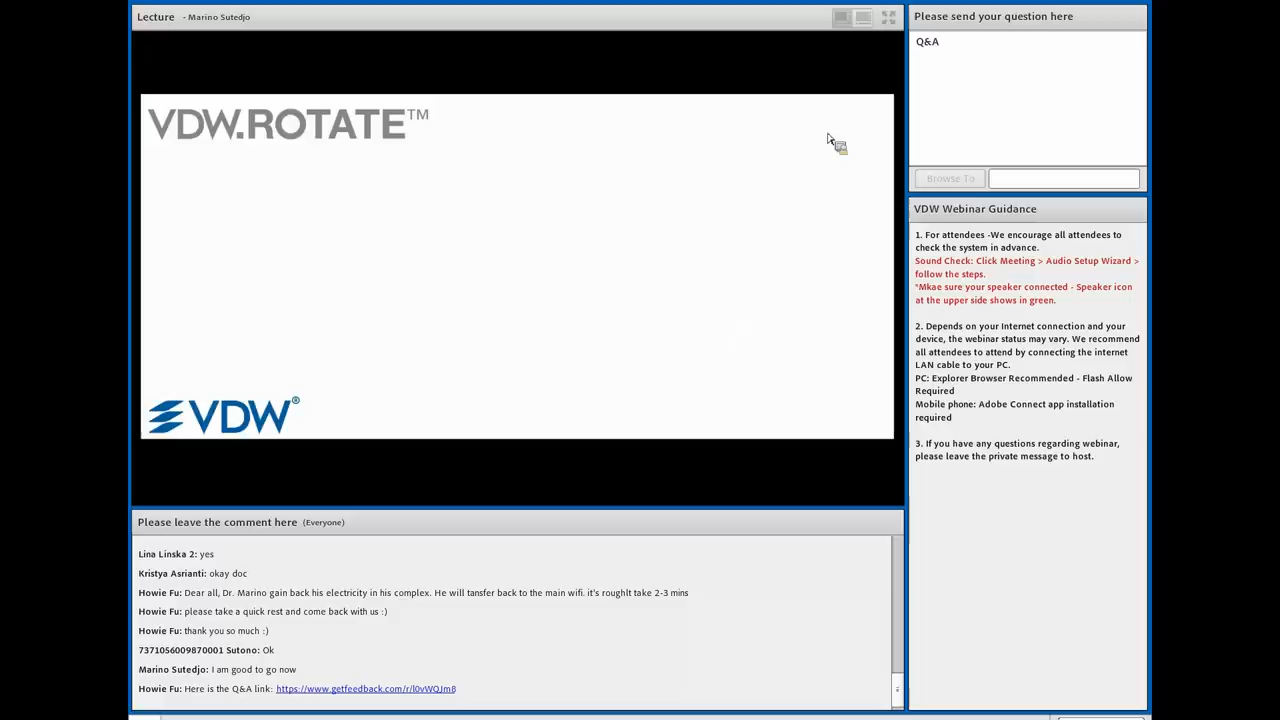 Lecture - Marino Sutedjo
VDW.ROTATE™
VDW®
Please leave the comment here (Everyone)
Lina Linska 2: yes
Kristya Asrianti: okay doc
Howie Fu: Dear all, Dr. Marino gain back his electricity in his complex. He will tansfer back to the main wifi. it's roughlt take 2-3 mins
Howie Fu: please take a quick rest and come back with us :)
Howie Fu: thank you so much :)
7371056009870001 Sutono: Ok
Marino Sutedjo: I am good to go now
Howie Fu: Here is the Q&A link: https://www.getfeedback.com/r/l0vWQJm8
Please send your question here
Q&A
Browse To
VDW Webinar Guidance
1. For attendees -We encourage all attendees to
check the system in advance.
Sound Check: Click Meeting > Audio Setup Wizard >
follow the steps.
*Mkae sure your speaker connected - Speaker icon
at the upper side shows in green.
2. Depends on your Internet connection and your
device, the webinar status may vary. We recommend
all attendees to attend by connecting the internet
LAN cable to your PC.
PC: Explorer Browser Recommended - Flash Allow
Required
Mobile phone: Adobe Connect app installation
required
3. If you have any questions regarding webinar,
please leave the private message to host.